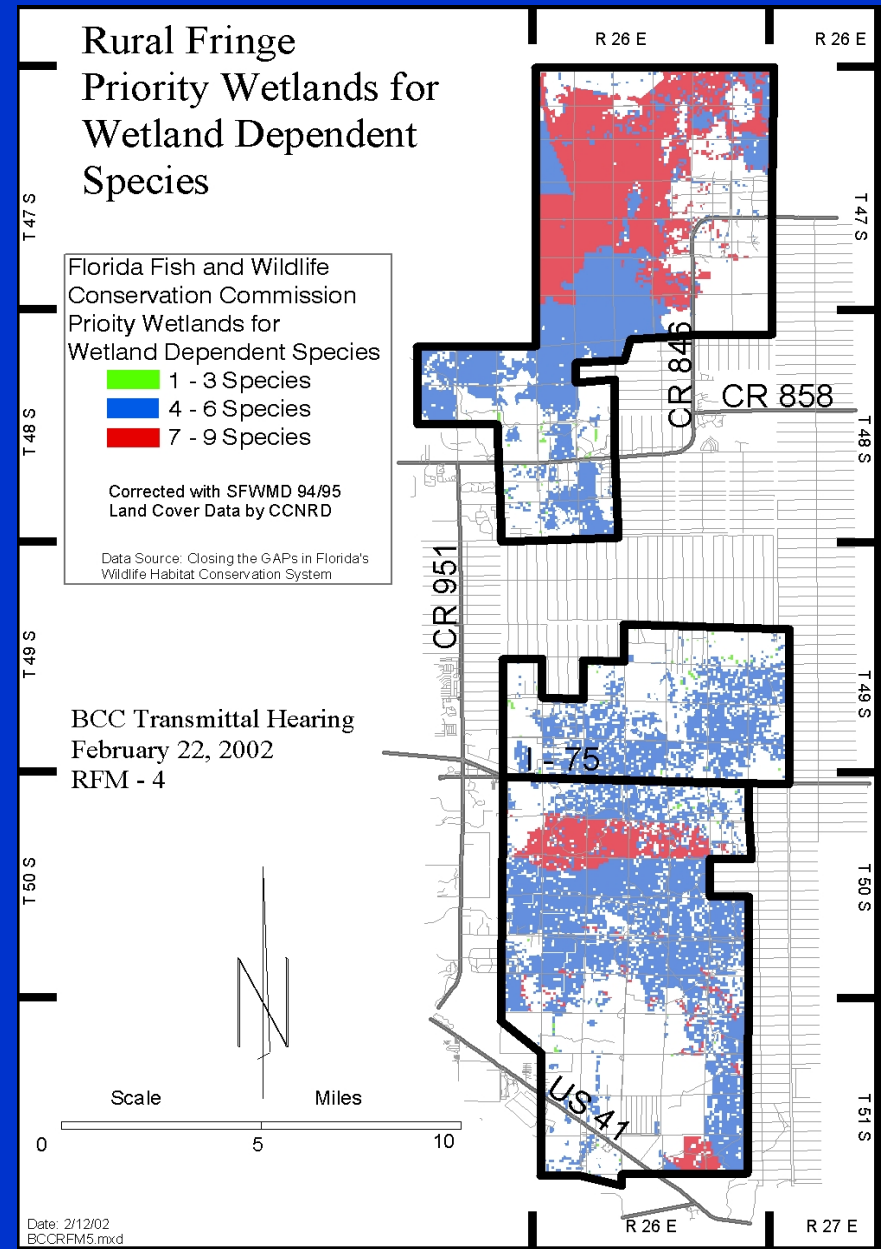 Rural Fringe
Priority Wetlands for
Wetland Dependent
Species
R 26 E
R 26 E
T 47 S
T 47 S
Florida Fish and Wildlife
Conservation Commission
Prioity Wetlands for
Wetland Dependent Species
1 - 3 Species
4 - 6 Species
7 - 9 Species
Corrected with SFWMD 94/95
Land Cover Data by CCNRD
Data Source: Closing the GAPs in Florida's
Wildlife Habitat Conservation System
CR 846
CR 858
T 48 S
T 48 S
CR 951
T 49 S
T 49 S
BCC Transmittal Hearing
February 22, 2002
RFM - 4
I - 75
T 50 S
T 50 S
N
Scale
Miles
0
5
10
US 41
T 51 S
R 26 E
R 27 E
Date: 2/12/02
BCCRFM5.mxd